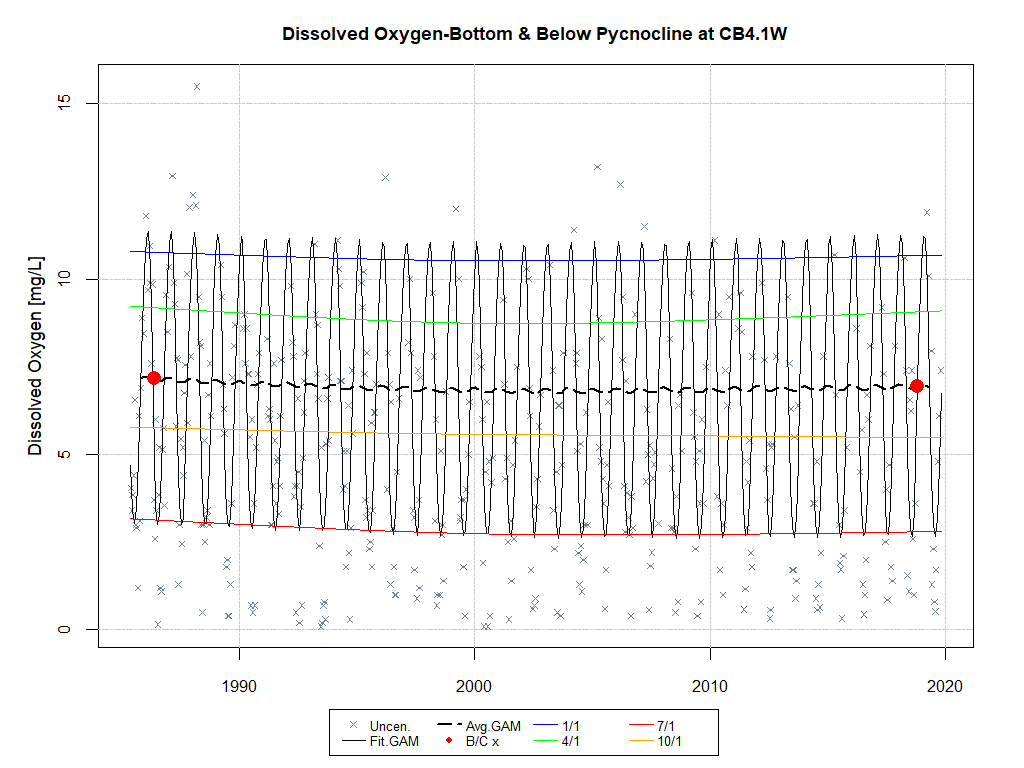 Dissolved Oxygen-Bottom & Below Pycnocline at CB4.1W
Dissolved Oxygen [mg/L]
15
10
5
0
1990 2000 2010 2020
Uncen. Avg.GAM 1/1 7/1
Fit.GAM B/C x 4/1 10/1